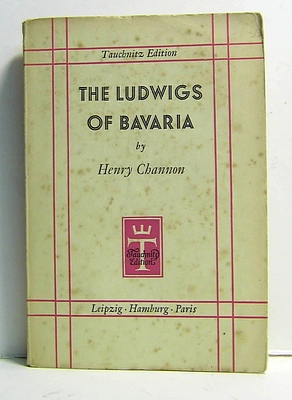 Tauchnitz Edition
THE LUDWIGS
OF BAVARIA
by
Henry Channon
T
Tauchnitz
Edition
Leipzig · Hamburg · Paris